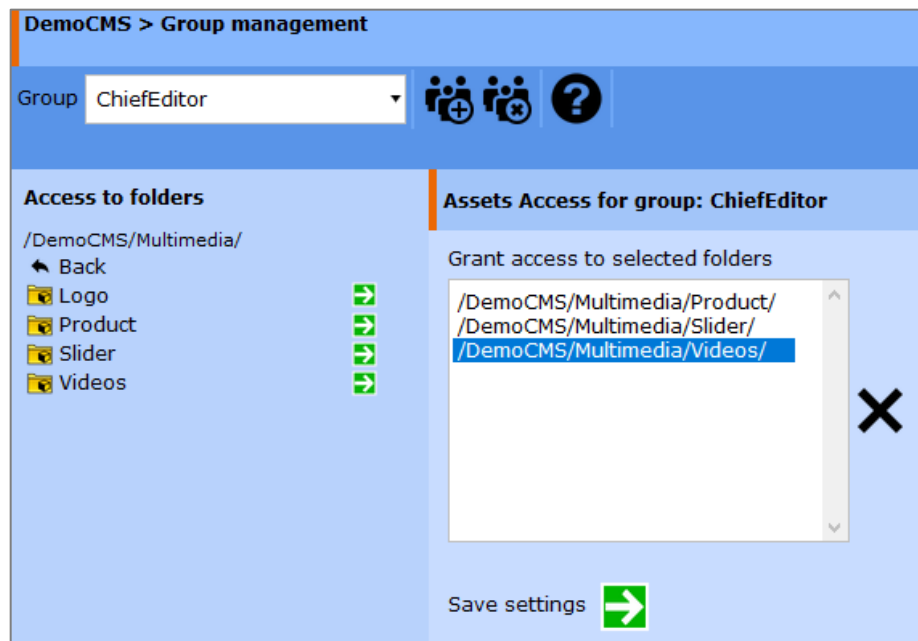 DemoCMS > Group management
Group ChiefEditor
Access to folders
/DemoCMS/Multimedia/
Back
Logo
Product
Slider
Videos
Assets Access for group: ChiefEditor
Grant access to selected folders
/DemoCMS/Multimedia/Product/
/DemoCMS/Multimedia/Slider/
/DemoCMS/Multimedia/Videos/
Save settings